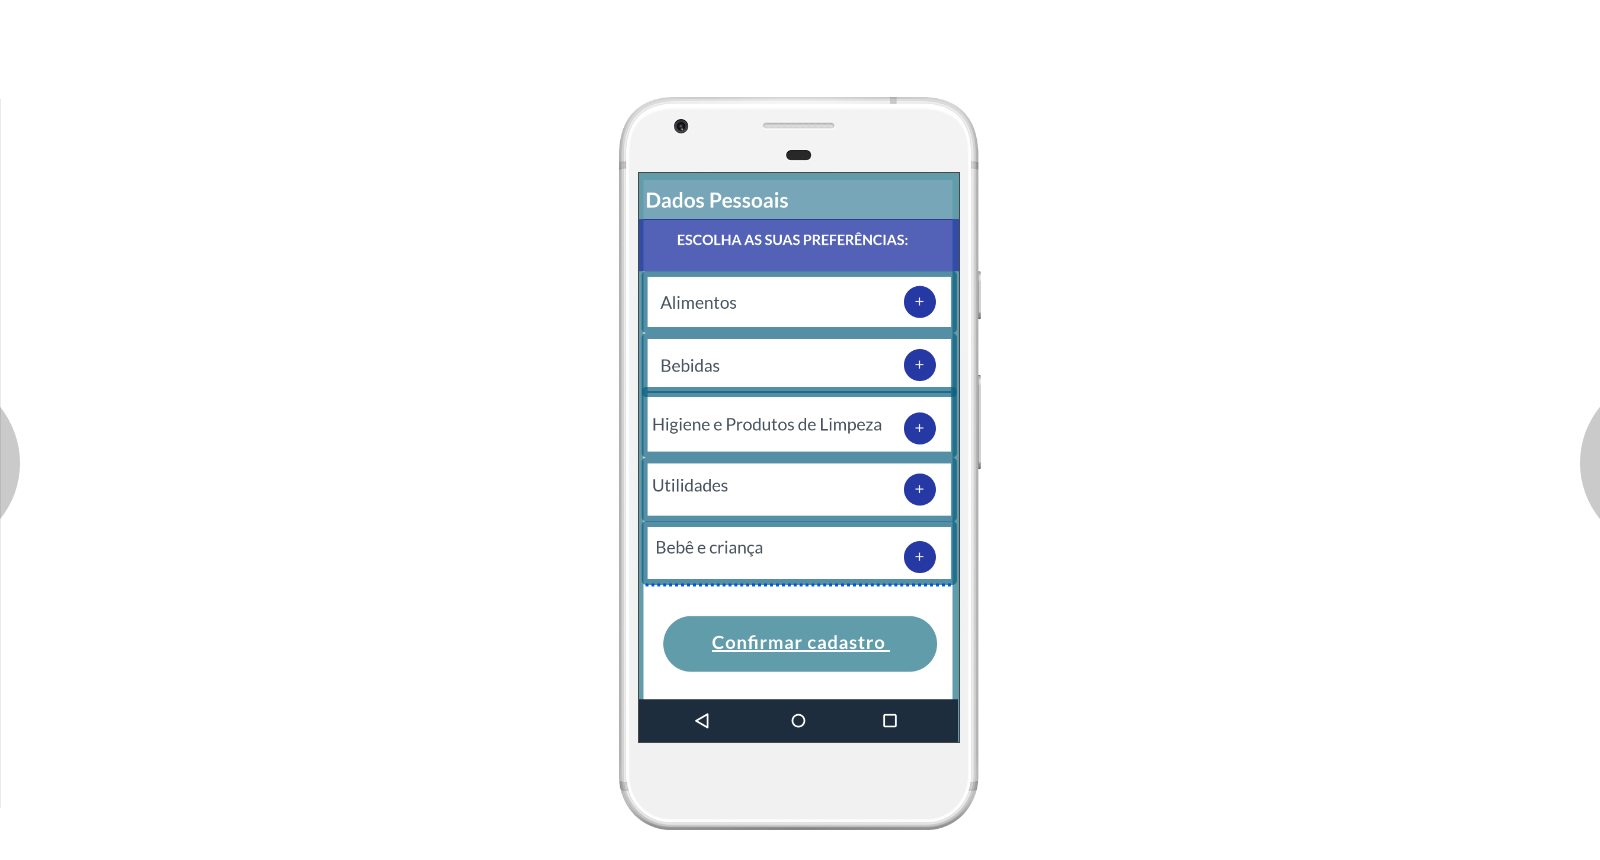 Dados Pessoais
ESCOLHA AS SUAS PREFERÊNCIAS:
Alimentos +
Bebidas +
Higiene e Produtos de Limpeza +
Utilidades +
Bebê e criança +
Confirmar cadastro